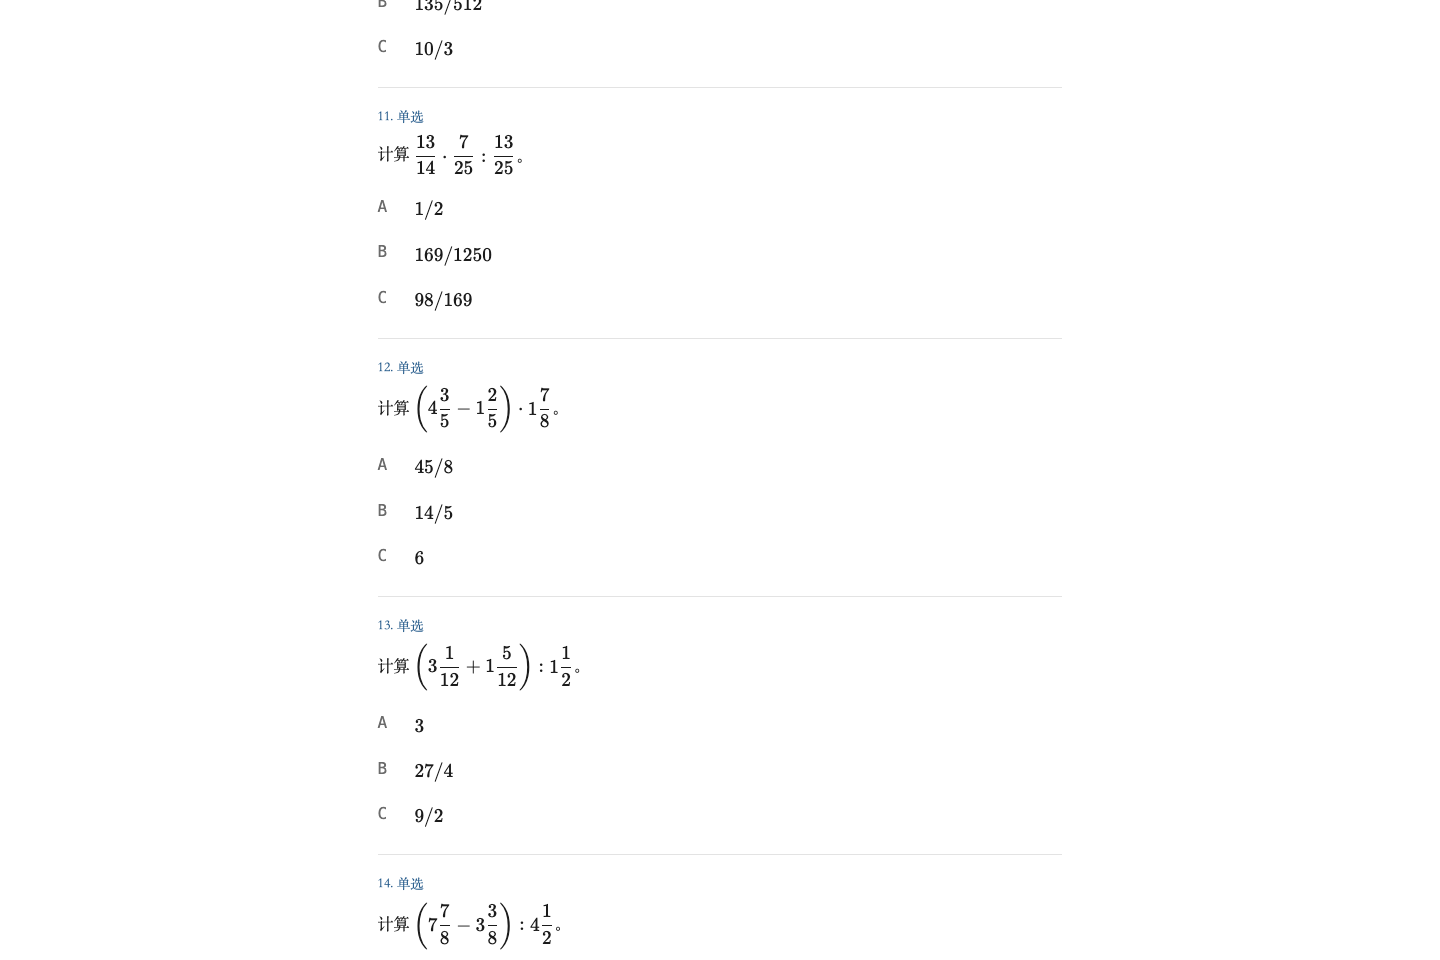 B 135/512
C 10/3
11. 单选
计算 13/14 · 7/25 : 13/25。
A 1/2
B 169/1250
C 98/169
12. 单选
计算 (4 3/5 − 1 2/5) · 1 7/8。
A 45/8
B 14/5
C 6
13. 单选
计算 (3 1/12 + 1 5/12) : 1 1/2。
A 3
B 27/4
C 9/2
14. 单选
计算 (7 7/8 − 3 3/8) : 4 1/2。